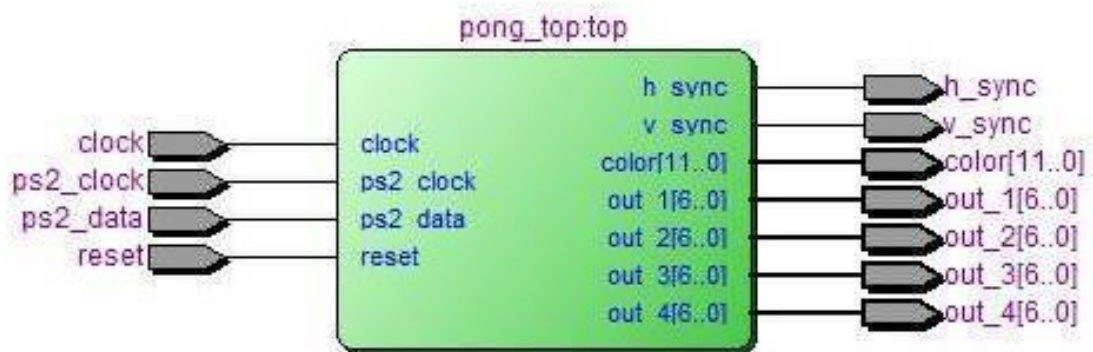 pong_top:top
clock
ps2_clock
ps2_data
reset
clock
ps2 clock
ps2 data
reset
h sync
v sync
color[11..0]
out 1[6..0]
out 2[6..0]
out 3[6..0]
out 4[6..0]
h_sync
v_sync
color[11..0]
out_1[6..0]
out_2[6..0]
out_3[6..0]
out_4[6..0]